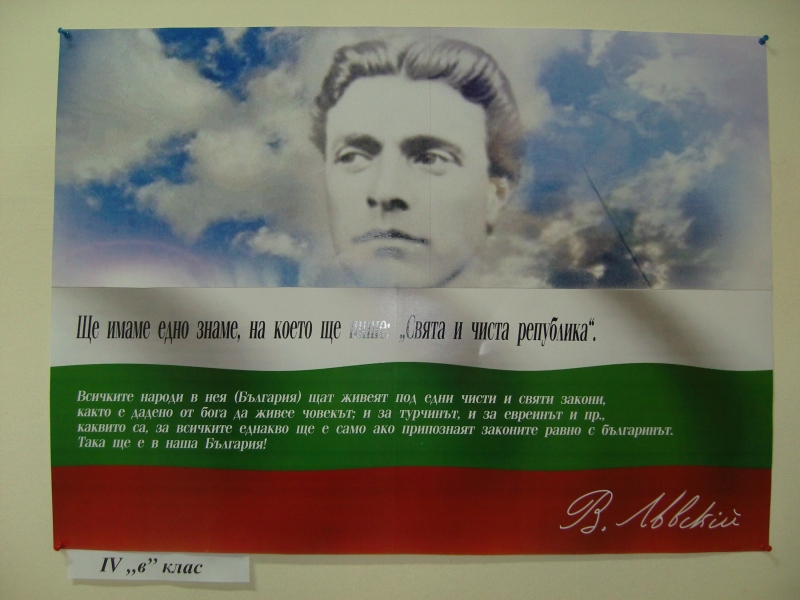 Ще имаме едно знаме, на което ще пише: „Свята и чиста република“.
Всичките народи в нея (България) щат живеят под едни чисти и святи закони,
както е дадено от бога да живее човекът; и за турчинът, и за евреинът и пр.,
каквито са, за всичките еднакво ще е само ако припознаят законите равно с българинът.
Така ще е в наша България!
В. Лѣвскій
IV „в” клас